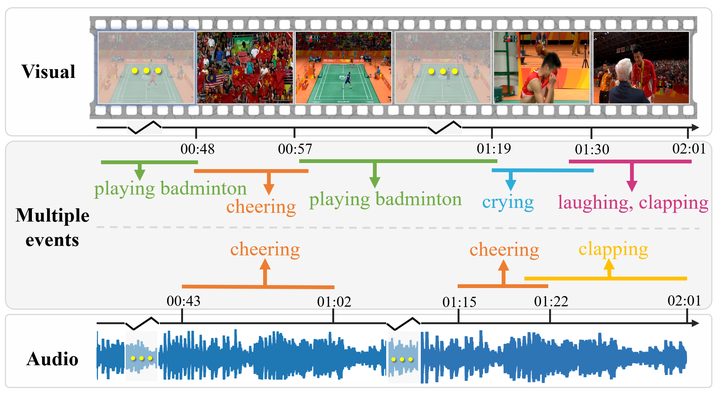 Visual
00:48 00:57 01:19 01:30 02:01
playing badminton
cheering
playing badminton
crying
laughing, clapping
Multiple
events
cheering
cheering
clapping
00:43 01:02 01:15 01:22 02:01
Audio